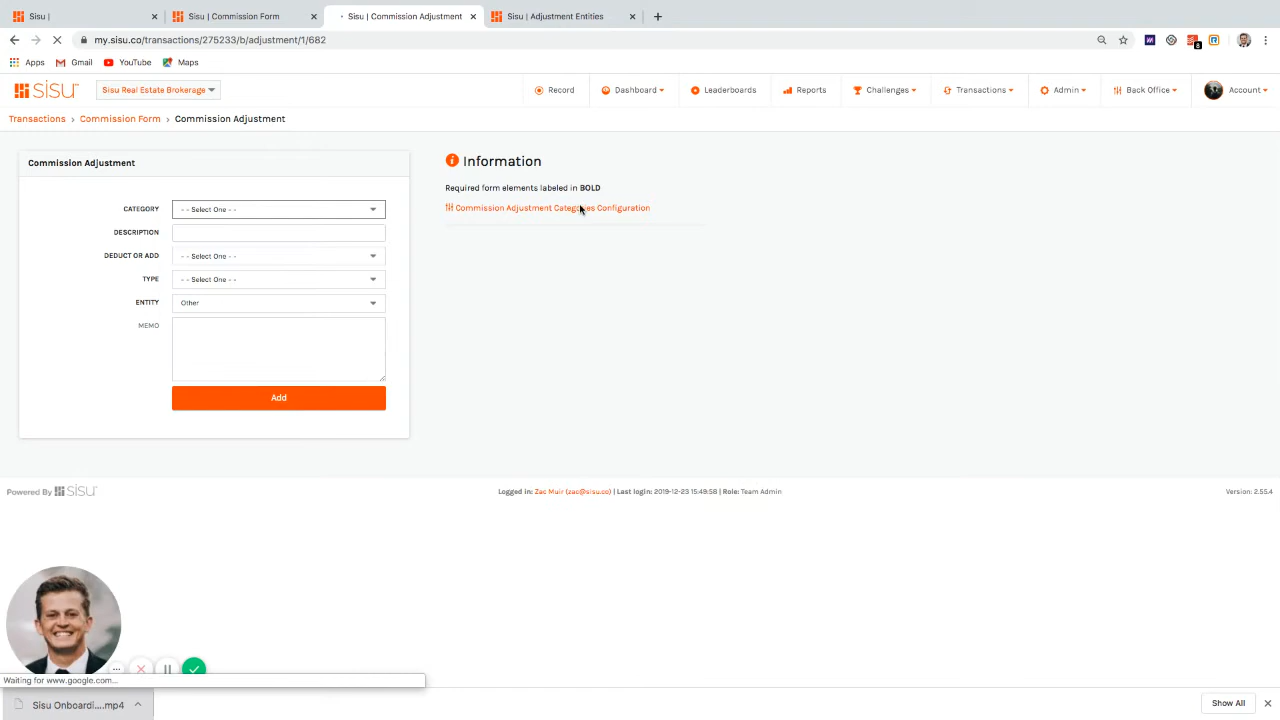 Sisu |
Sisu | Commission Form
Sisu | Commission Adjustment
Sisu | Adjustment Entities
my.sisu.co/transactions/275233/b/adjustment/1/682
8
Apps
Gmail
YouTube
Maps
sisu
Sisu Real Estate Brokerage
Record
Dashboard
Leaderboards
Reports
Challenges
Transactions
Admin
Back Office
Account
Transactions > Commission Form > Commission Adjustment
Commission Adjustment
CATEGORY
- - Select One - -
DESCRIPTION
DEDUCT OR ADD
- - Select One - -
TYPE
- - Select One - -
ENTITY
Other
MEMO
Add
Information
Required form elements labeled in BOLD
Commission Adjustment Categories Configuration
Powered By sisu
Logged in: Zac Muir (zac@sisu.co) | Last login: 2019-12-23 15:49:58 | Role: Team Admin
Version: 2.55.4
Waiting for www.google.com...
Sisu Onboardi....mp4
Show All